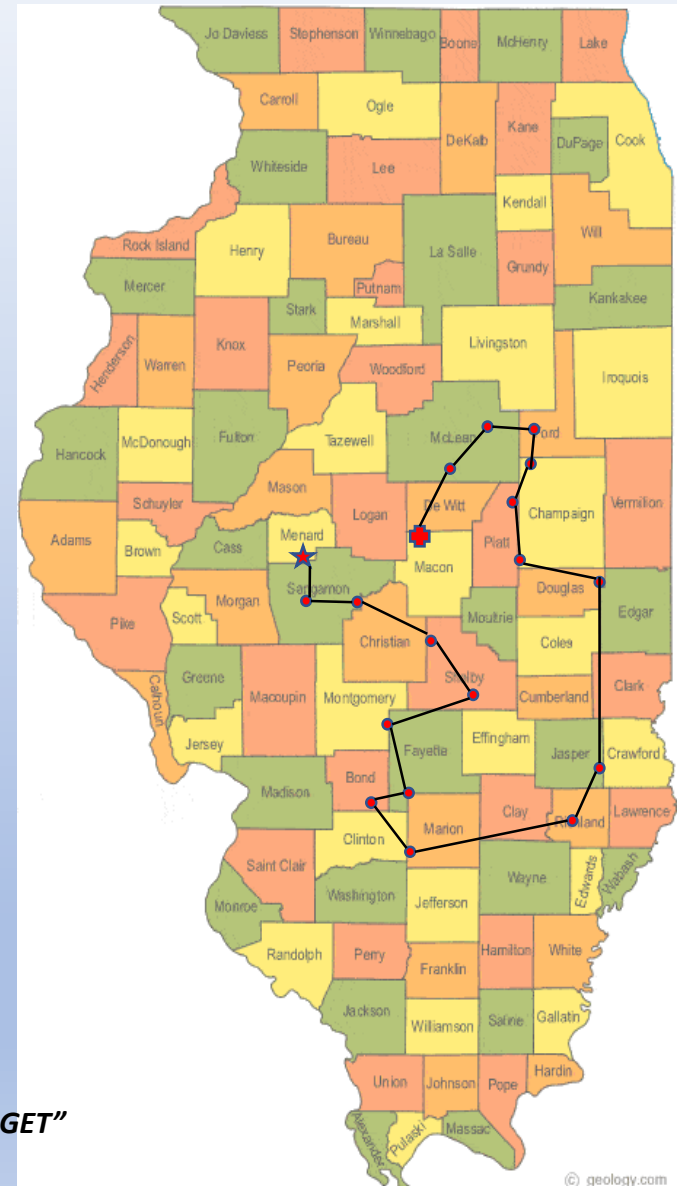 Jo Daviess Stephenson Winnebago Boone McHenry Lake
Carroll Ogle DeKalb Kane DuPage Cook
Whiteside Lee Kendall
Rock Island Henry Bureau La Salle Grundy Will
Mercer Putnam Kankakee
Stark Marshall Livingston
Henderson Warren Knox Peoria Woodford Iroquois
Hancock McDonough Fulton Tazewell McLean ord
Schuyler Mason Logan De Witt Champaign Vermilion
Adams Brown Cass Menard Piatt
Macon
Pike Scott Morgan Sangamon Christian Moultrie Douglas Edgar
Coles
Calhoun Greene Macoupin Montgomery Shelby Cumberland Clark
Jersey Fayette Effingham Jasper Crawford
Madison Bond Clay Richland Lawrence
Clinton Marion
Saint Clair Wayne Edwards Wabash
Monroe Washington Jefferson
Randolph Perry Franklin Hamilton White
Jackson Williamson Saline Gallatin
Union Johnson Pope Hardin
Alexander Pulaski Massac
GET”
© geology.com